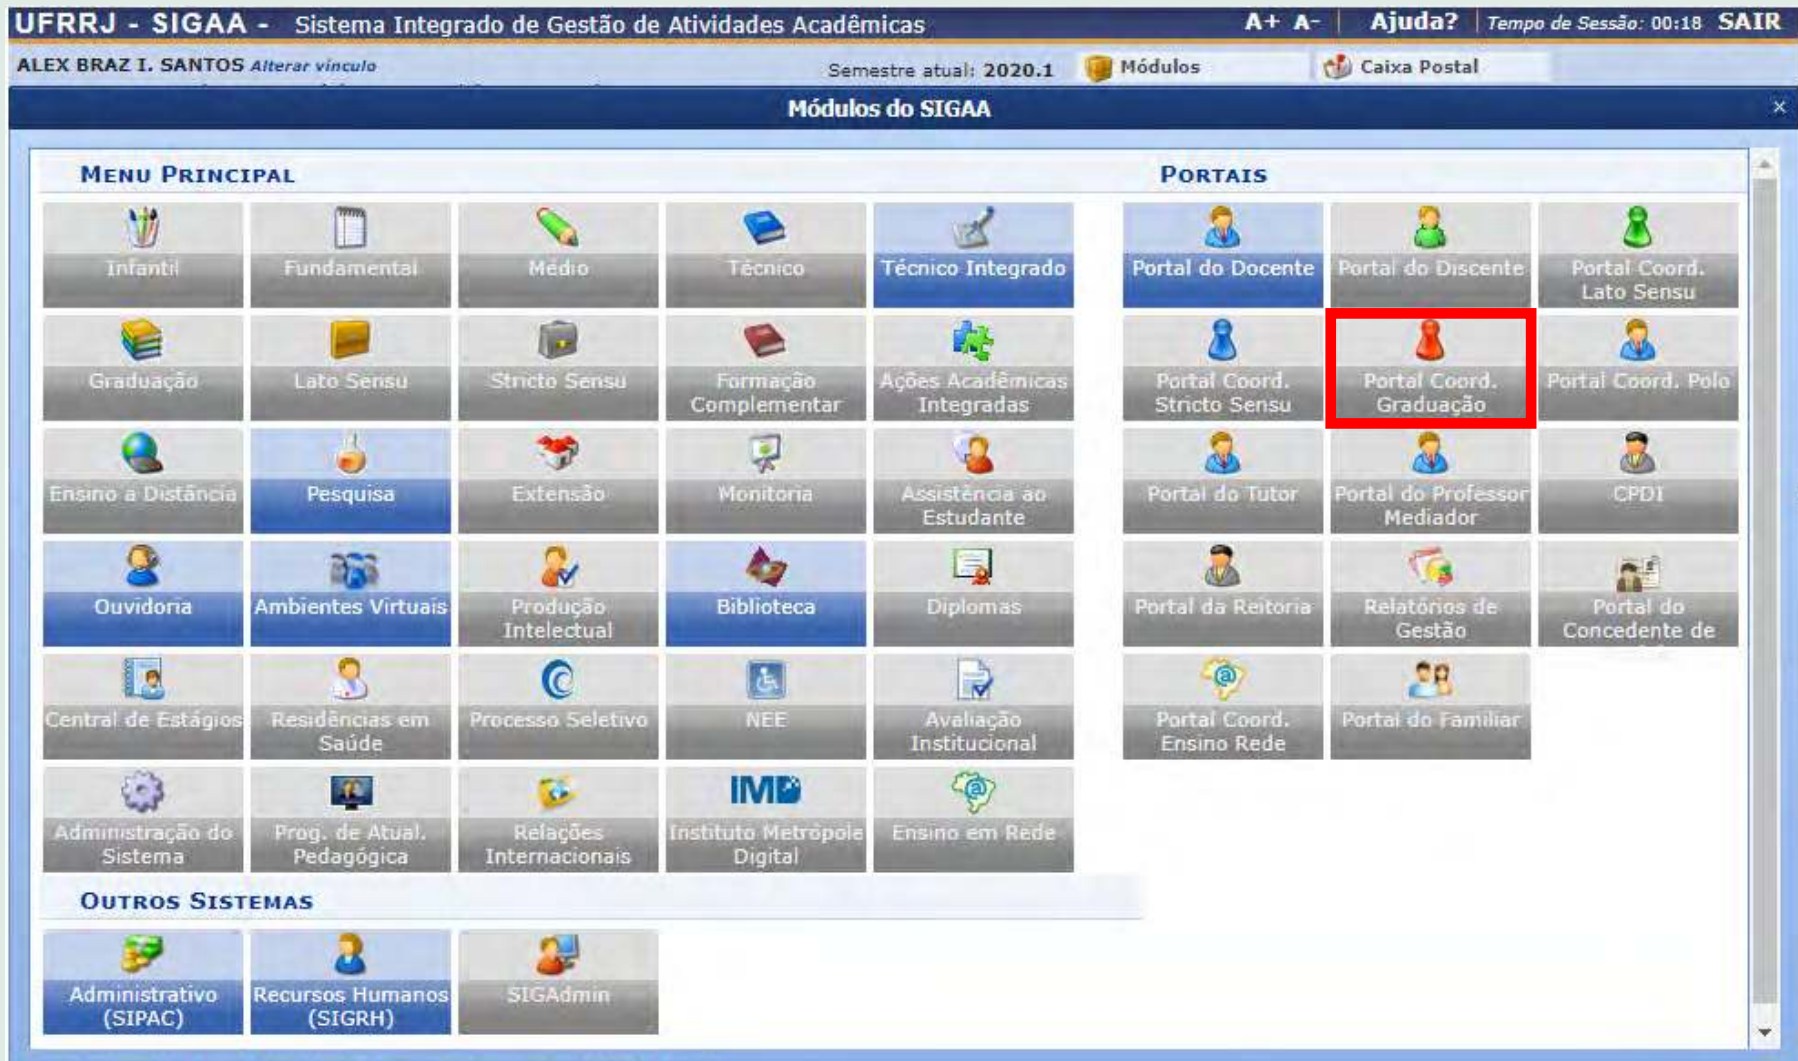 UFRRJ - SIGAA - Sistema Integrado de Gestão de Atividades Acadêmicas A+ A- Ajuda? Tempo de Sessão: 00:18 SAIR
ALEX BRAZ I. SANTOS Alterar vínculo Semestre atual: 2020.1 Módulos Caixa Postal
Módulos do SIGAA ×
MENU PRINCIPAL
Infantil
Fundamental
Médio
Técnico
Técnico Integrado
Graduação
Lato Sensu
Stricto Sensu
Formação
Complementar
Ações Acadêmicas
Integradas
Ensino a Distância
Pesquisa
Extensão
Monitoria
Assistência ao
Estudante
Ouvidoria
Ambientes Virtuais
Produção
Intelectual
Biblioteca
Diplomas
Central de Estágios
Residências em
Saúde
Processo Seletivo
NEE
Avaliação
Institucional
Administração do
Sistema
Prog. de Atual.
Pedagógica
Relações
Internacionais
IMD
Instituto Metrópole
Digital
Ensino em Rede
PORTAIS
Portal do Docente
Portal do Discente
Portal Coord.
Lato Sensu
Portal Coord.
Stricto Sensu
Portal Coord.
Graduação
Portal Coord. Polo
Portal do Tutor
Portal do Professor
Mediador
CPDI
Portal da Reitoria
Relatórios de
Gestão
Portal do
Concedente de
Portal Coord.
Ensino Rede
Portal do Familiar
OUTROS SISTEMAS
Administrativo
(SIPAC)
Recursos Humanos
(SIGRH)
SIGAdmin